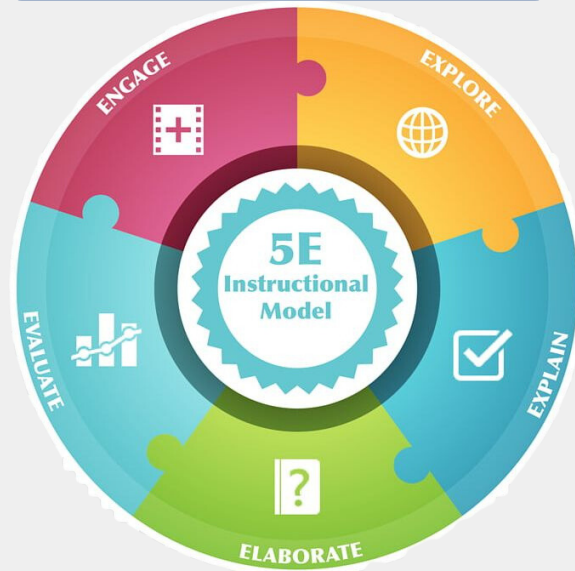 ENGAGE
EXPLORE
5E
Instructional
Model
EVALUATE
EXPLAIN
?
ELABORATE